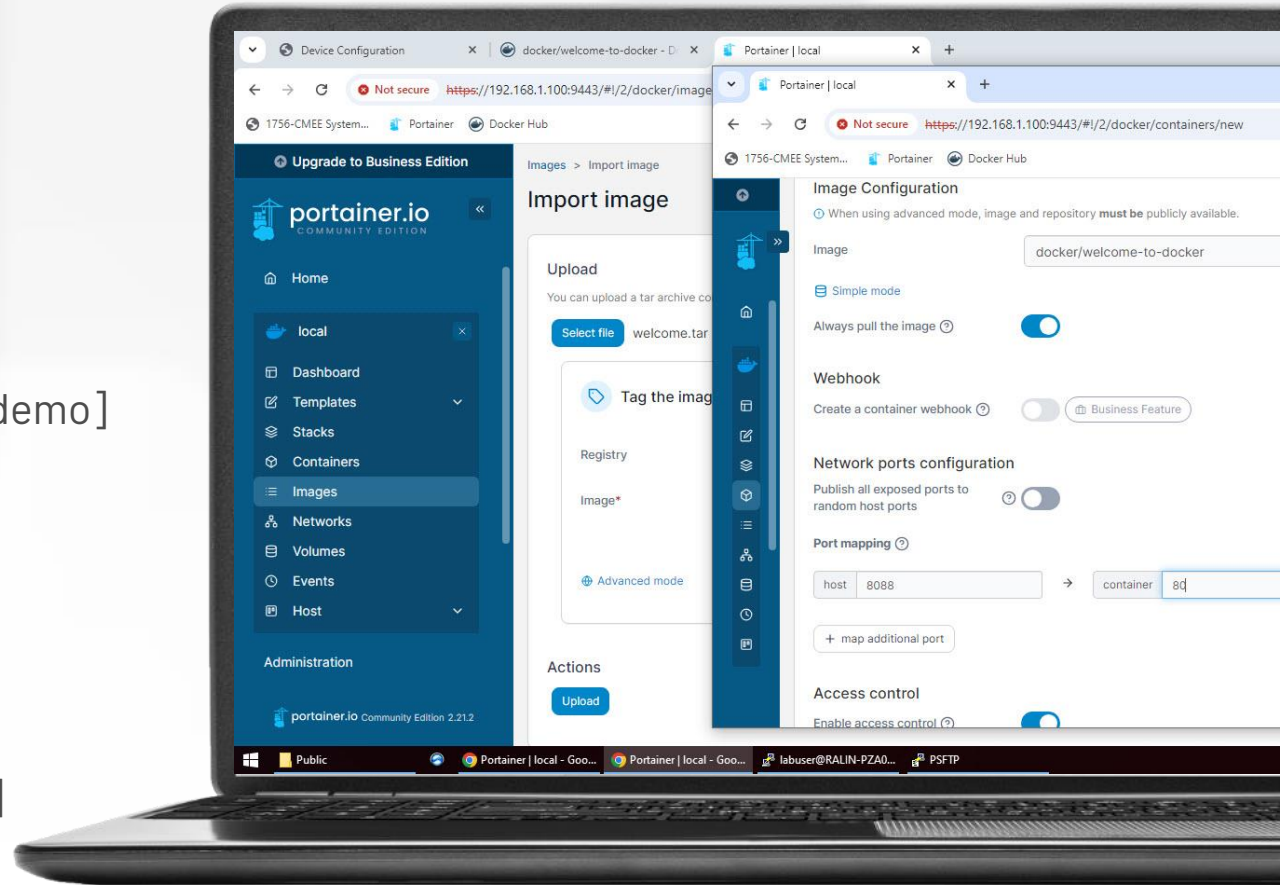 demo]
]
Device Configuration
docker/welcome-to-docker - D
Portainer | local
Not secure https://192.168.1.100:9443/#!/2/docker/image
1756-CMEE System... Portainer Docker
Upgrade to Business Edition
portainer.io
COMMUNITY EDITION
Home
local
Dashboard
Templates
Stacks
Containers
Images
Networks
Volumes
Events
Host
Administration
portainer.io Community Edition 2.21.2
Images > Import image
Import image
Upload
You can upload a tar archive co
Select file welcome.tar
Tag the imag
Registry
Image*
Advanced mode
Actions
Upload
Portainer | local
Not secure https://192.168.1.100:9443/#!/2/docker/containers/new
1756-CMEE System... Portainer Docker Hub
Image Configuration
When using advanced mode, image and repository must be publicly available.
Image docker/welcome-to-docker
Simple mode
Always pull the image
Webhook
Create a container webhook Business Feature
Network ports configuration
Publish all exposed ports to
random host ports
Port mapping
host 8088 → container 80
+ map additional port
Access control
Enable access control
Public
Portainer | local - Goo...
Portainer | local - Goo...
labuser@RALIN-PZA0...
PSFTP